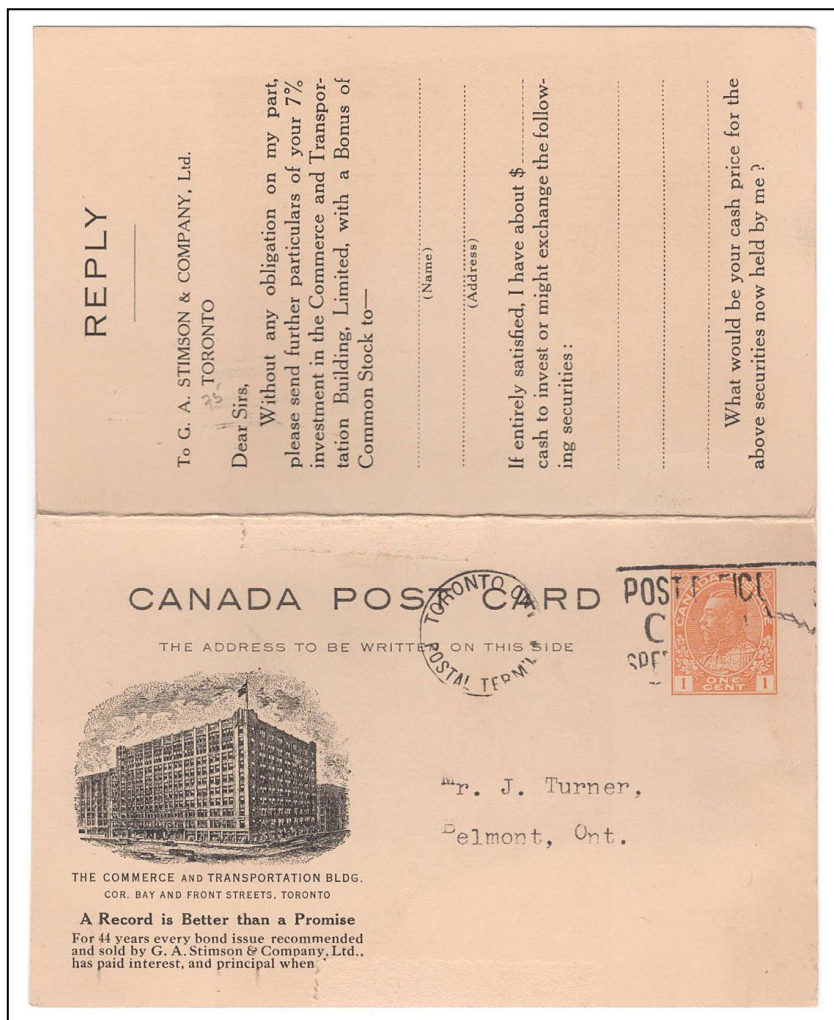 REPLY
To G. A. STIMSON & COMPANY, Ltd.
TORONTO
75
Dear Sirs,
Without any obligation on my part,
please send further particulars of your 7%
investment in the Commerce and Transpor-
tation Building, Limited, with a Bonus of
Common Stock to—
(Name)
(Address)
If entirely satisfied, I have about $
cash to invest or might exchange the follow-
ing securities:
What would be your cash price for the
above securities now held by me?
CANADA POST CARD
THE ADDRESS TO BE WRITTEN ON THIS SIDE
TORONTO
POSTAL TERM'L
POST
CANADA POSTAGE
1 ONE CENT 1
Mr. J. Turner,
Belmont, Ont.
THE COMMERCE AND TRANSPORTATION BLDG.
COR. BAY AND FRONT STREETS, TORONTO
A Record is Better than a Promise
For 44 years every bond issue recommended
and sold by G. A. Stimson & Company, Ltd.,
has paid interest, and principal when